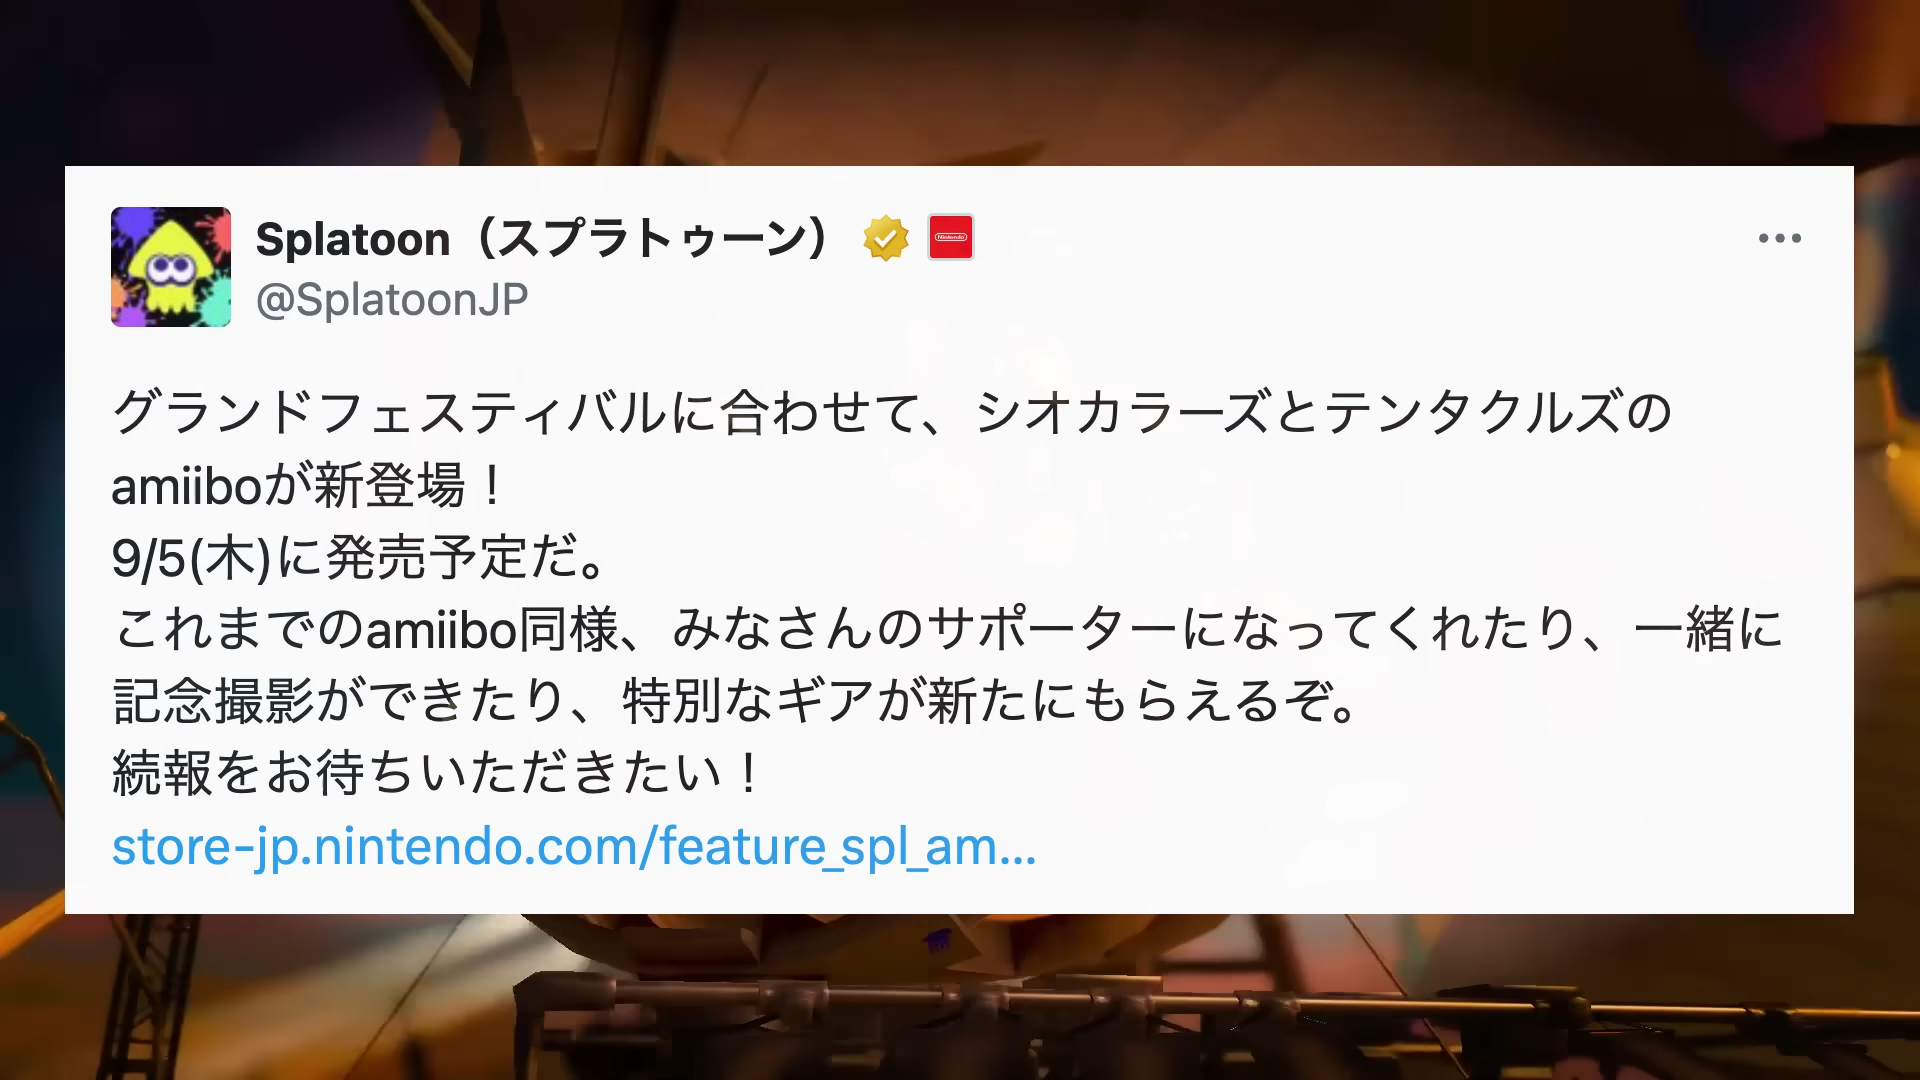 Splatoon（スプラトゥーン）
Nintendo
@SplatoonJP
グランドフェスティバルに合わせて、シオカラーズとテンタクルズの
amiiboが新登場！
9/5(木)に発売予定だ。
これまでのamiibo同様、みなさんのサポーターになってくれたり、一緒に
記念撮影ができたり、特別なギアが新たにもらえるぞ。
続報をお待ちいただきたい！
store-jp.nintendo.com/feature_spl_am…